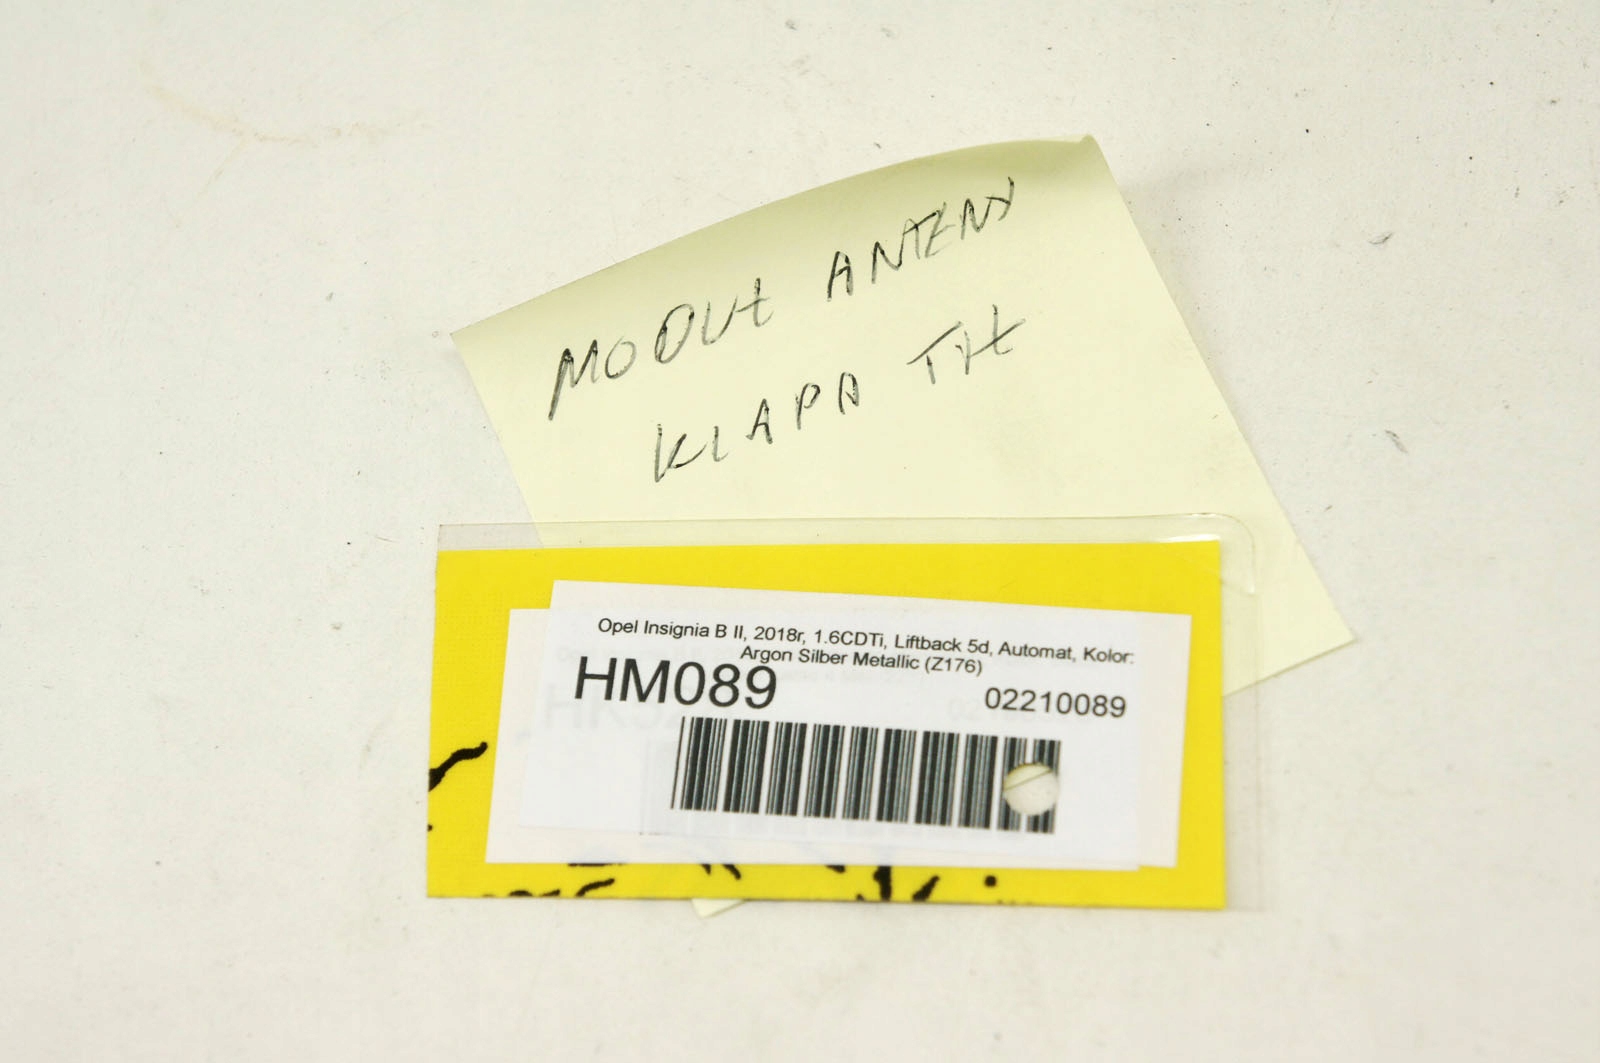 MODUŁ ANTENY
KLAPA TYŁ
Opel Insignia B II, 2018r, 1.6CDTi, Liftback 5d, Automat, Kolor:
Argon Silber Metallic (Z176)
HM089
02210089